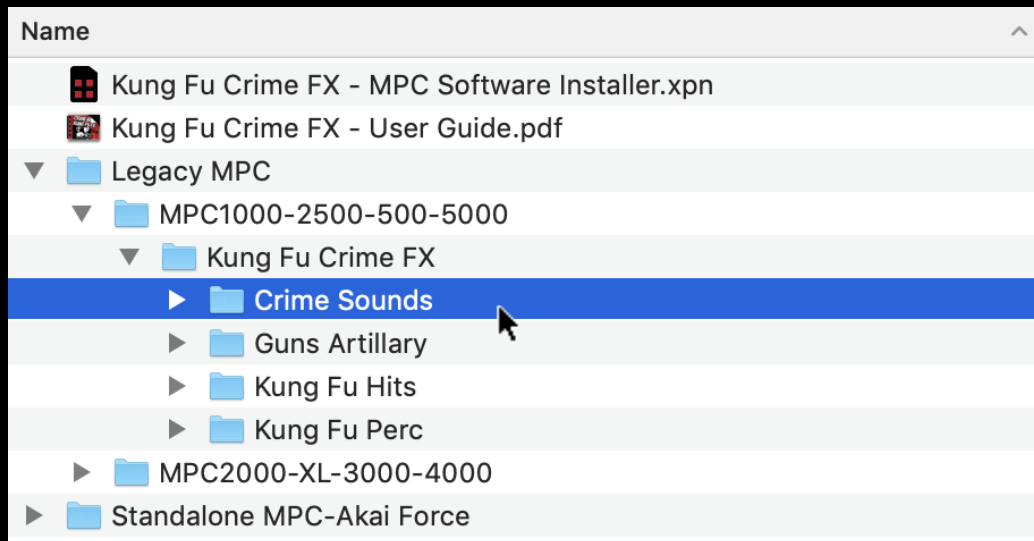 Name
Kung Fu Crime FX - MPC Software Installer.xpn
Kung Fu Crime FX - User Guide.pdf
Legacy MPC
MPC1000-2500-500-5000
Kung Fu Crime FX
Crime Sounds
Guns Artillary
Kung Fu Hits
Kung Fu Perc
MPC2000-XL-3000-4000
Standalone MPC-Akai Force